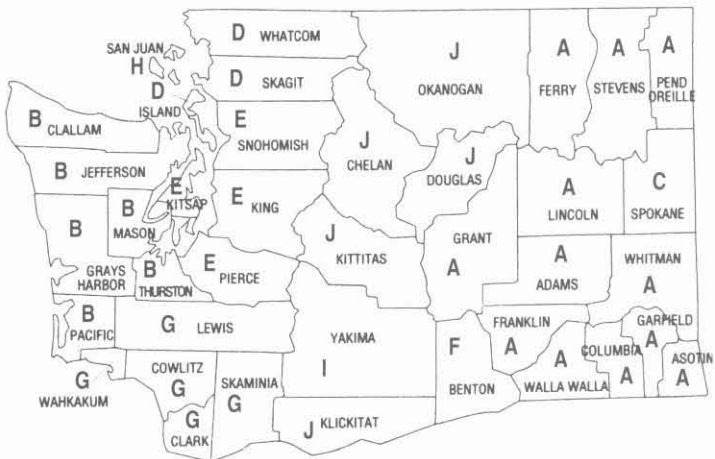 D WHATCOM
SAN JUAN
H
D SKAGIT
D
ISLAND
J
OKANOGAN
A
FERRY
A
STEVENS
A
PEND
OREILLE
B CLALLAM
E
SNOHOMISH
J
CHELAN
J
DOUGLAS
B JEFFERSON
E
KITSAP
E KING
A
LINCOLN
C
SPOKANE
B
MASON
B
GRAYS
HARBOR
J
KITTITAS
GRANT
A
A
ADAMS
WHITMAN
A
B
THURSTON
E
PIERCE
B
PACIFIC
G LEWIS
YAKIMA
I
F
BENTON
FRANKLIN
A
A
WALLA WALLA
COLUMBIA
A
GARFIELD
A
ASOTIN
A
G
WAHKAKUM
COWLITZ
G
SKAMINIA
G
G
CLARK
J KLICKITAT